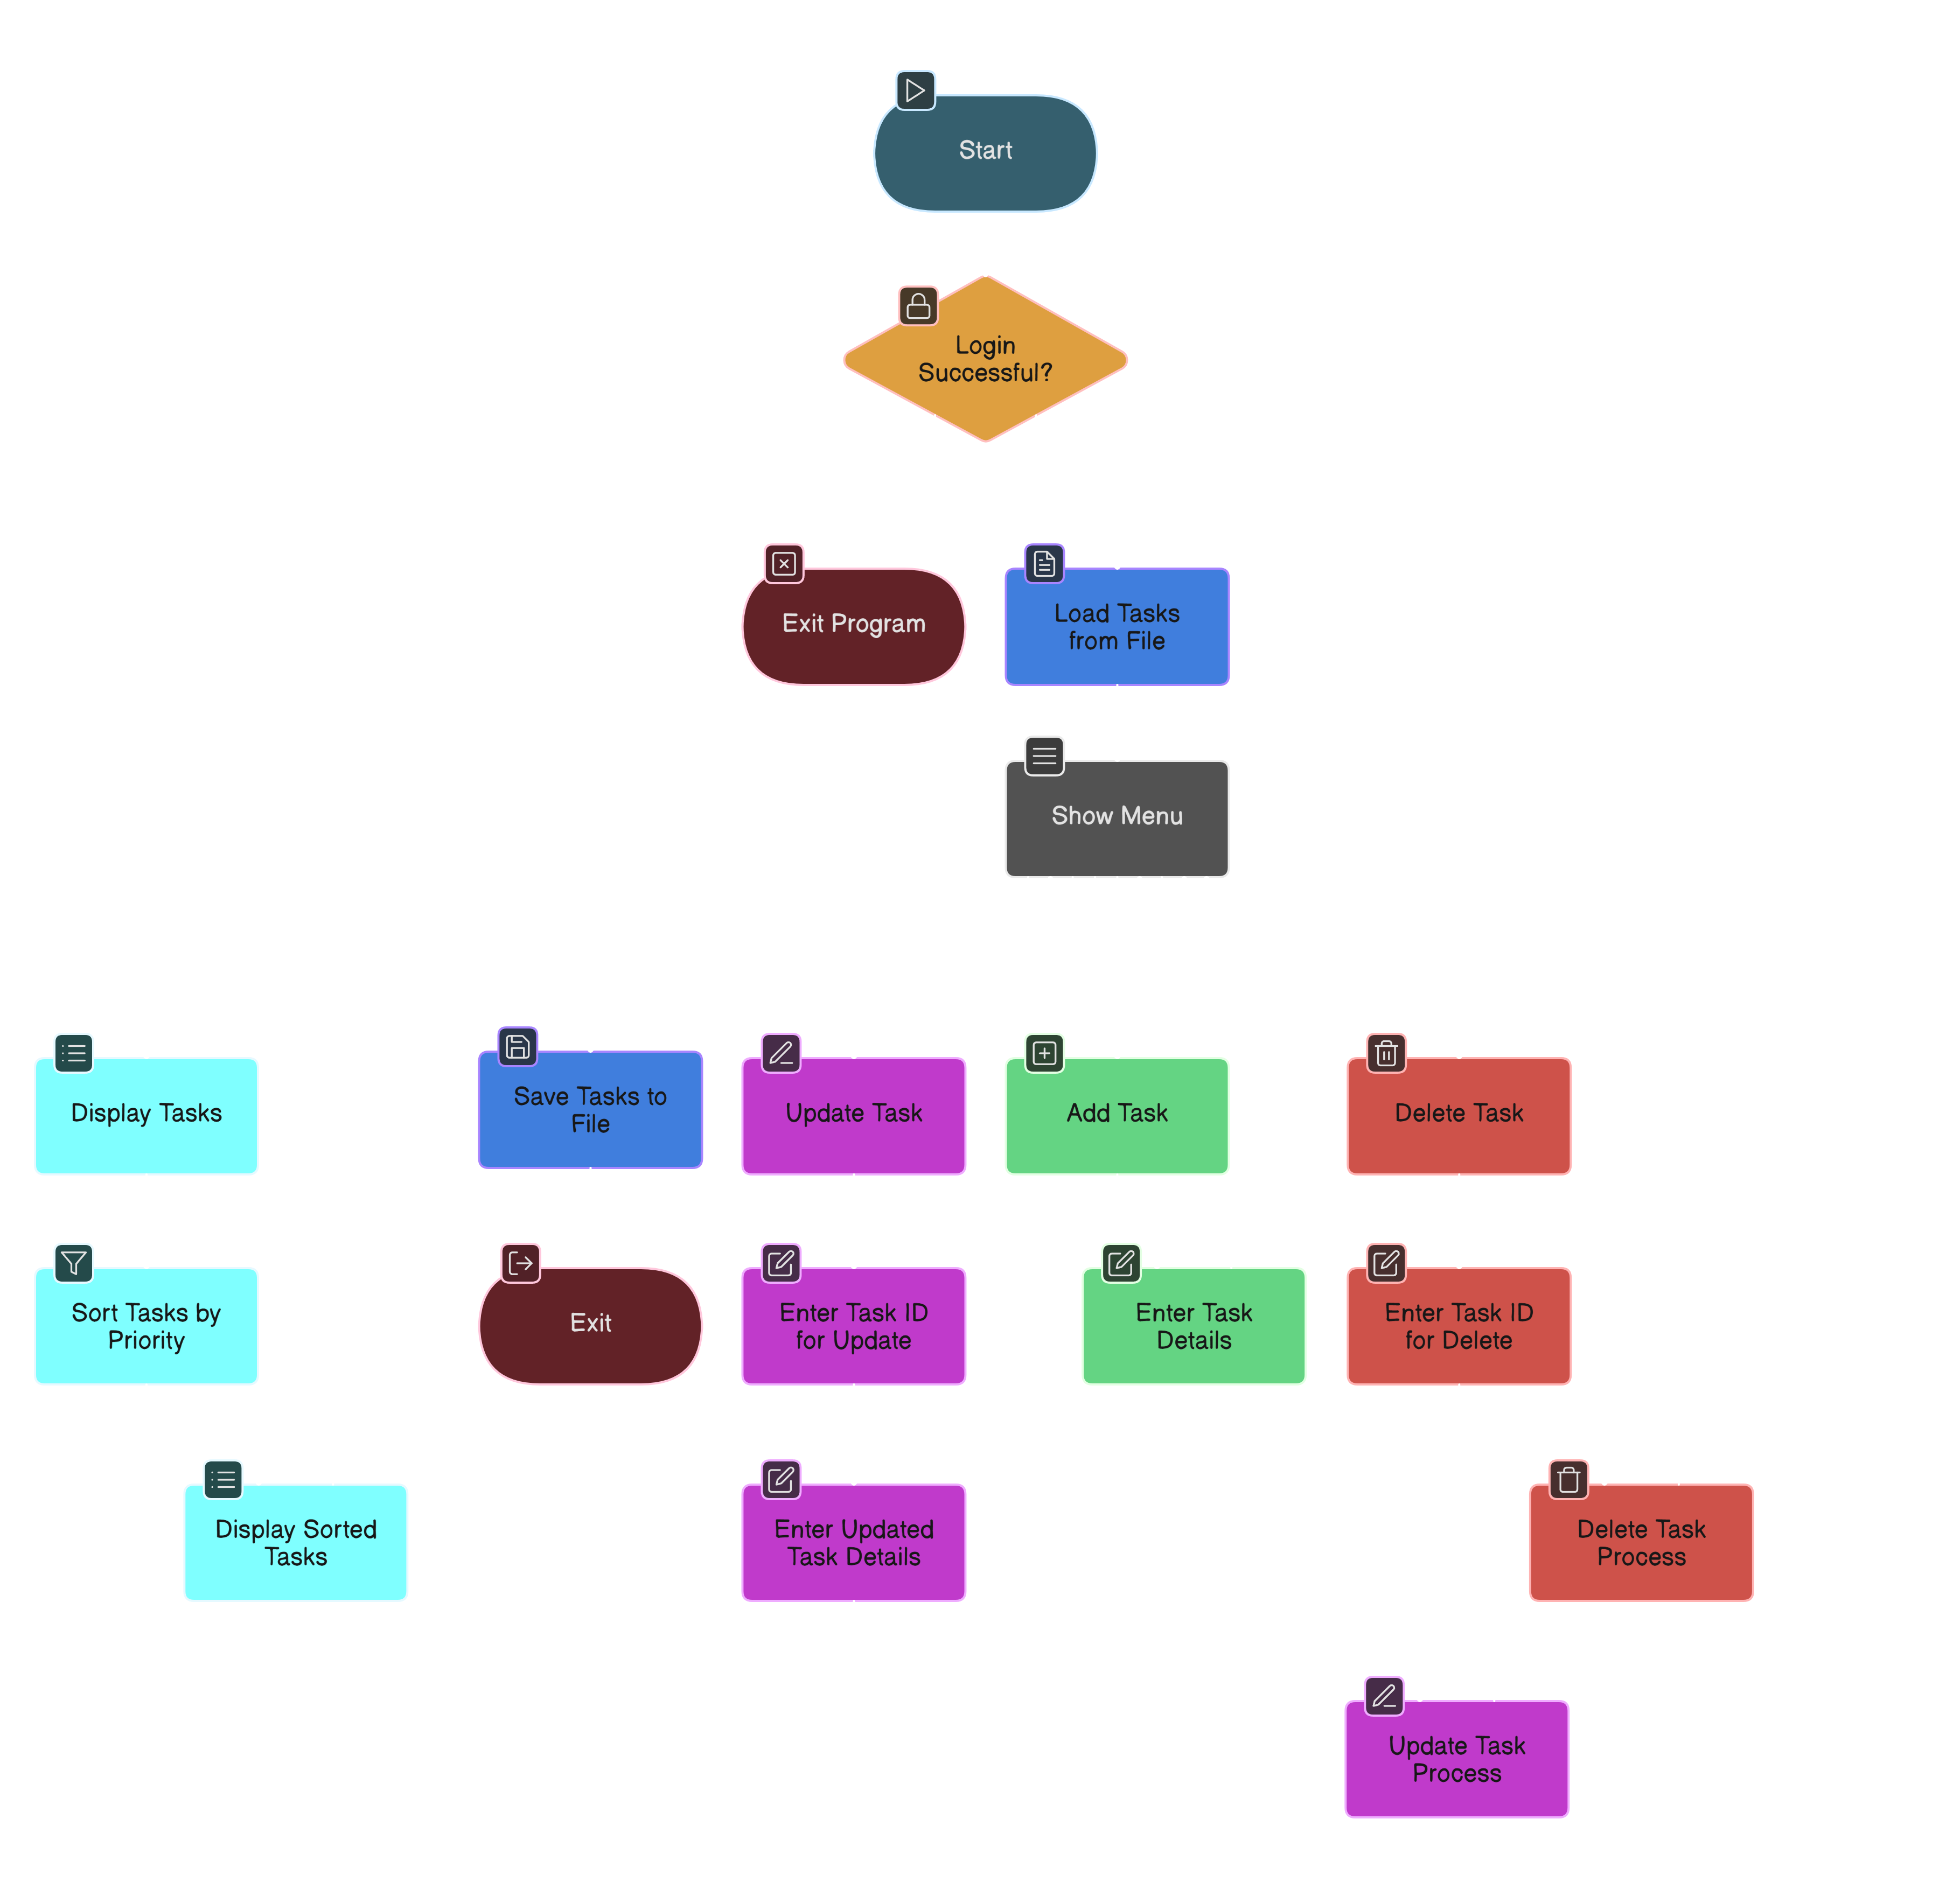 Start
Login
Successful?
Exit Program
Load Tasks
from File
Show Menu
Display Tasks
Save Tasks to
File
Update Task
Add Task
Delete Task
Sort Tasks by
Priority
Exit
Enter Task ID
for Update
Enter Task
Details
Enter Task ID
for Delete
Display Sorted
Tasks
Enter Updated
Task Details
Delete Task
Process
Update Task
Process